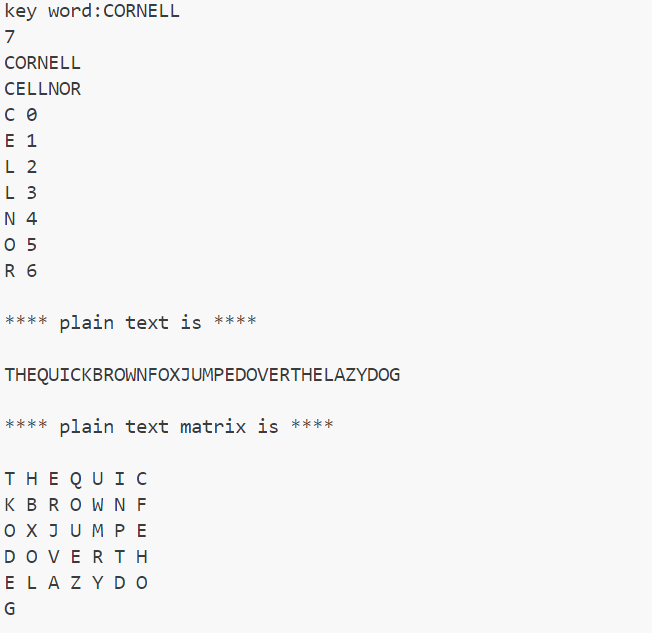 key word:CORNELL
7
CORNELL
CELLNOR
C 0
E 1
L 2
L 3
N 4
O 5
R 6
**** plain text is ****
THEQUICKBROWNFOXJUMPEDOVERTHELAZYDOG
**** plain text matrix is ****
T H E Q U I C
K B R O W N F
O X J U M P E
D O V E R T H
E L A Z Y D O
G